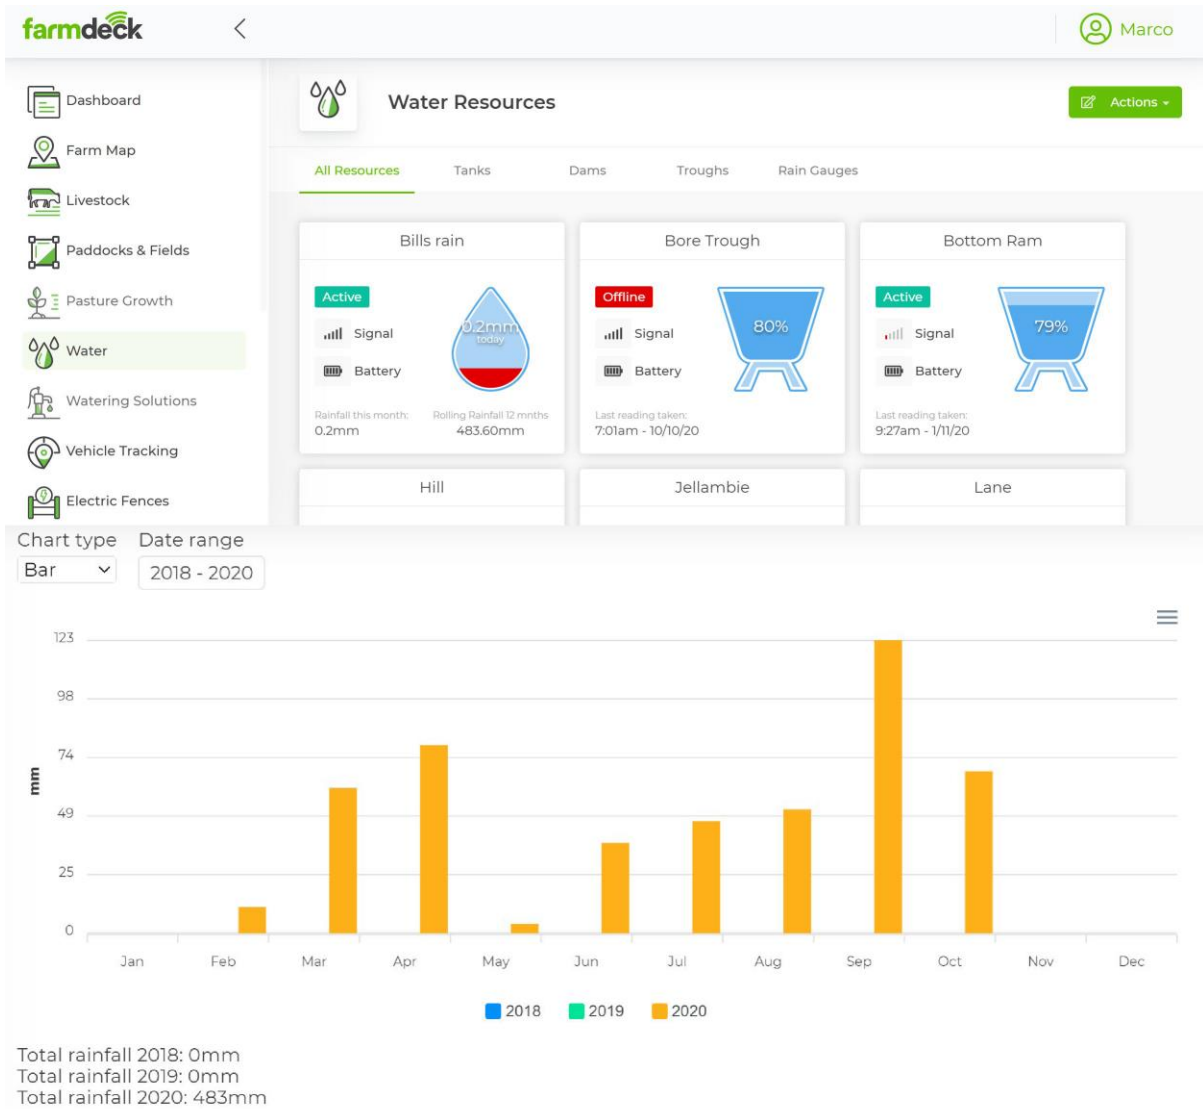 farmdeck
Marco
Dashboard
Farm Map
Livestock
Paddocks & Fields
Pasture Growth
Water
Watering Solutions
Vehicle Tracking
Electric Fences
Water Resources
Actions
All Resources Tanks Dams Troughs Rain Gauges
Bills rain
Active
Signal
Battery
0.2mm
today
Rainfall this month: Rolling Rainfall 12 mnths
0.2mm 483.60mm
Bore Trough
Offline
Signal
Battery
80%
Last reading taken:
7:01am - 10/10/20
Bottom Ram
Active
Signal
Battery
79%
Last reading taken:
9:27am - 1/11/20
Hill
Jellambie
Lane
Chart type Date range
Bar 2018 - 2020
mm
123
98
74
49
25
0
Jan Feb Mar Apr May Jun Jul Aug Sep Oct Nov Dec
2018 2019 2020
Total rainfall 2018: 0mm
Total rainfall 2019: 0mm
Total rainfall 2020: 483mm